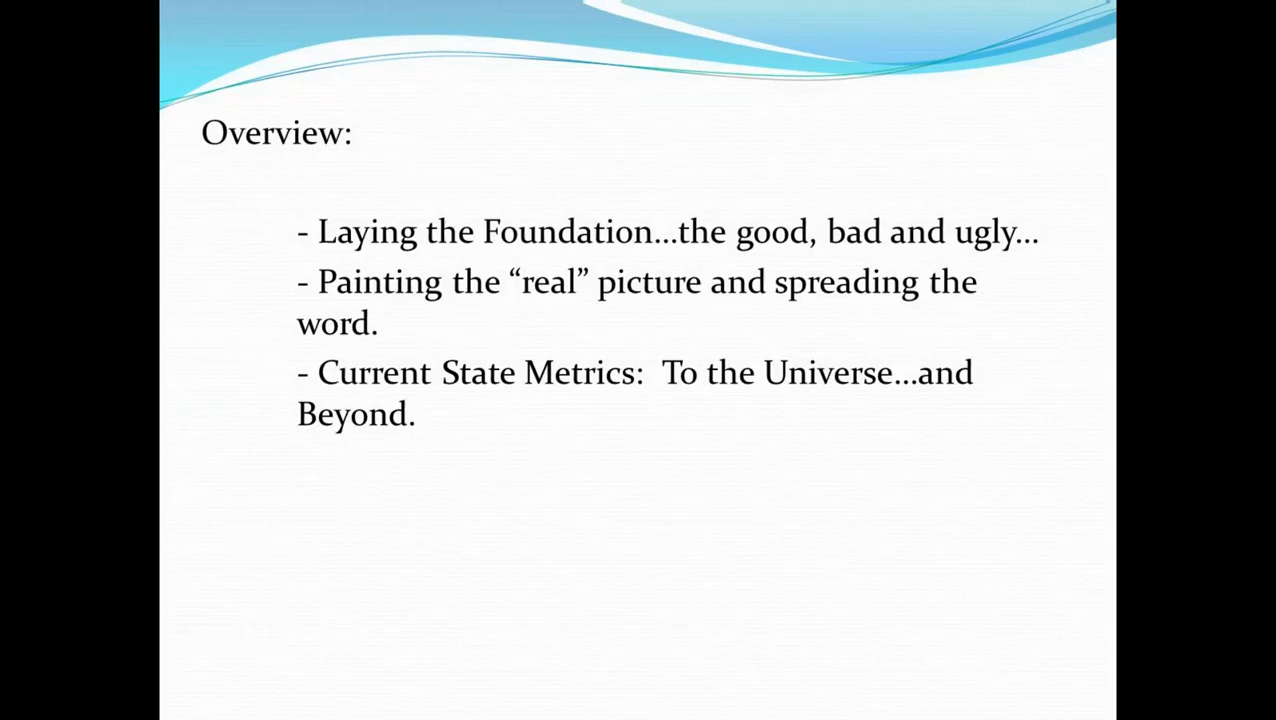 Overview:
- Laying the Foundation...the good, bad and ugly...
- Painting the “real” picture and spreading the
word.
- Current State Metrics:  To the Universe...and
Beyond.